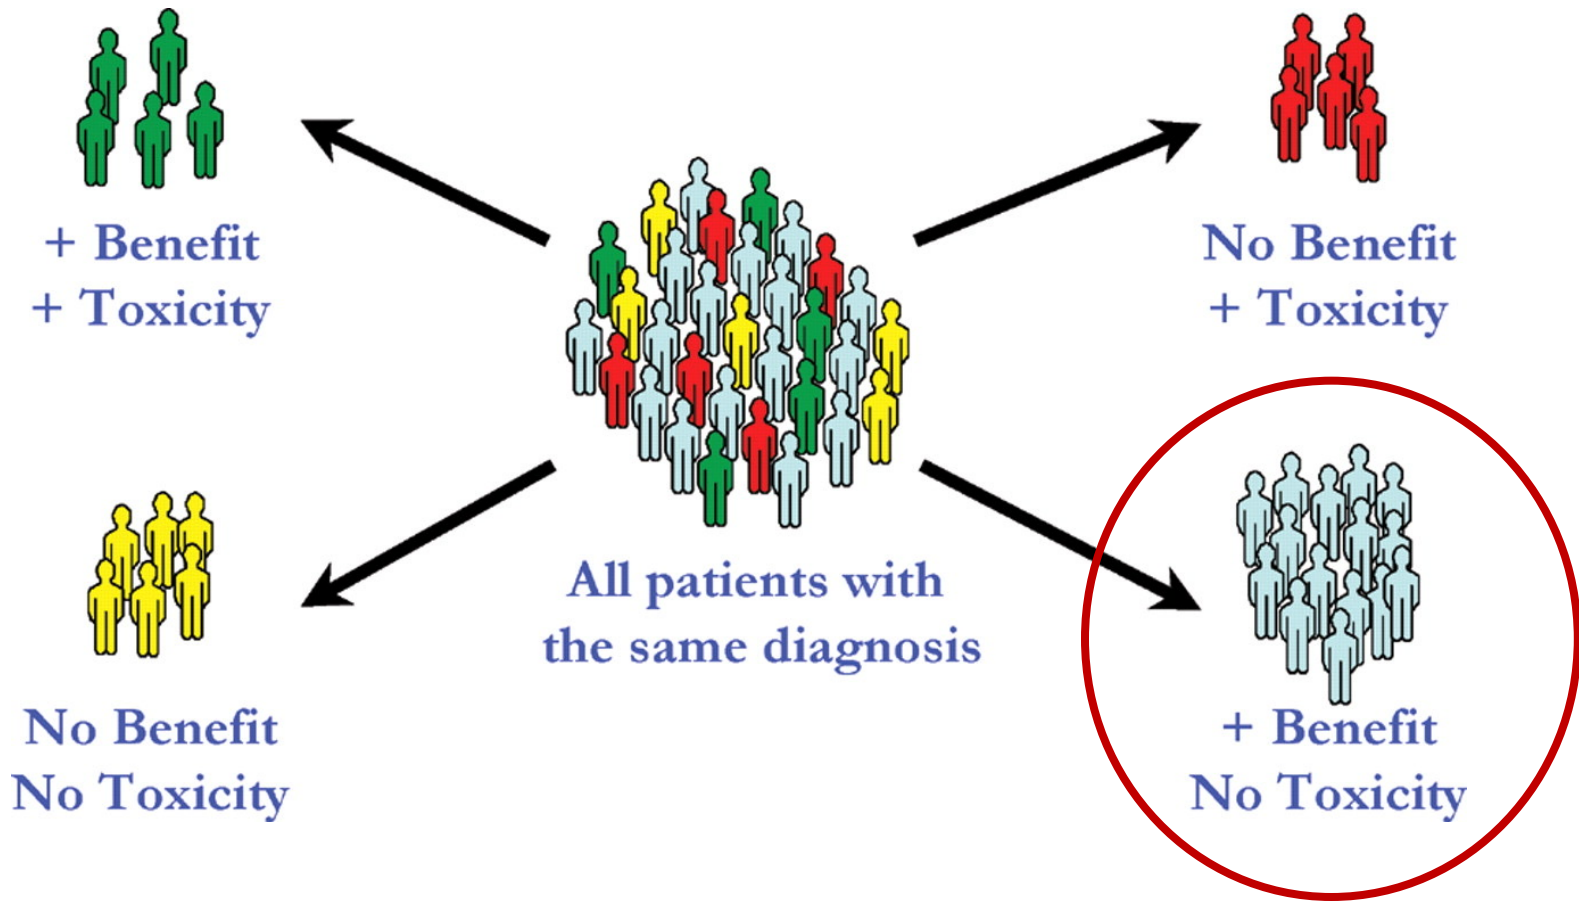 + Benefit
+ Toxicity
No Benefit
+ Toxicity
All patients with
the same diagnosis
No Benefit
No Toxicity
+ Benefit
No Toxicity